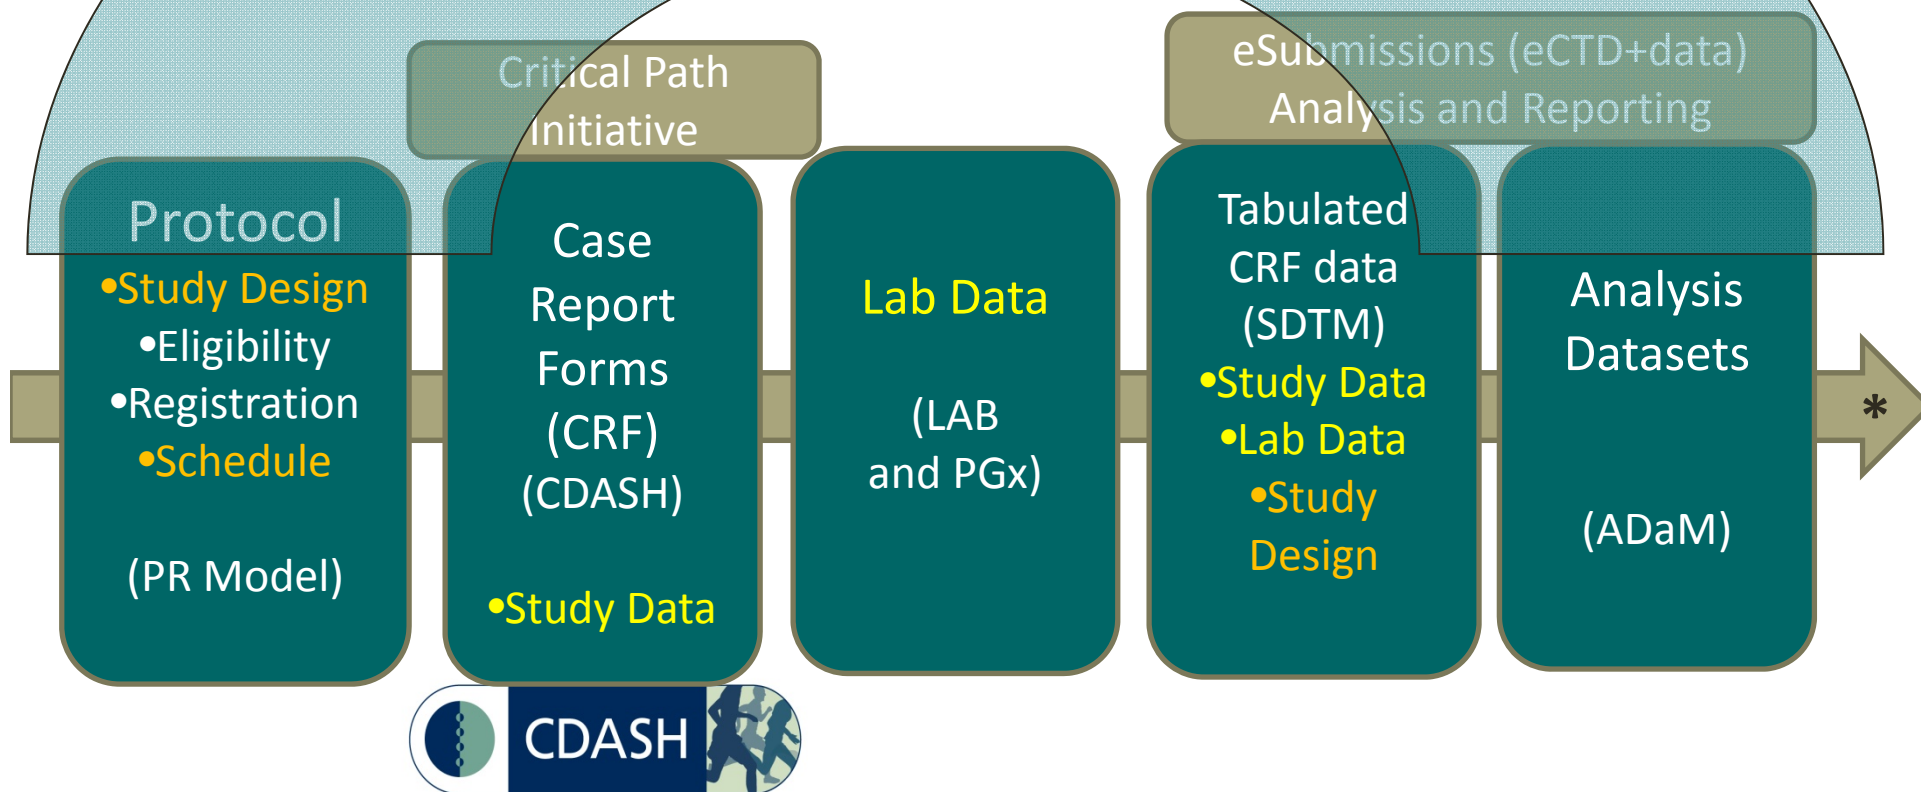 Critical Path
Initiative
eSubmissions (eCTD+data)
Analysis and Reporting
Protocol
•Study Design
•Eligibility
•Registration
•Schedule
(PR Model)
Case
Report
Forms
(CRF)
(CDASH)
•Study Data
Lab Data
(LAB
and PGx)
Tabulated
CRF data
(SDTM)
•Study Data
•Lab Data
•Study
Design
Analysis
Datasets
(ADaM)
*
CDASH